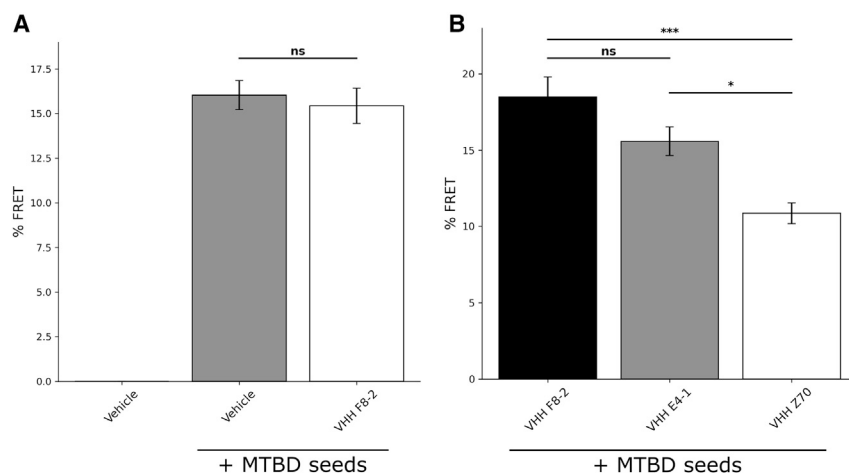 A
ns
17.5
15.0
12.5
10.0
7.5
5.0
2.5
0.0
% FRET
Vehicle
Vehicle
VHH F8-2
+ MTBD seeds
B
***
ns
*
20
15
10
5
0
% FRET
VHH F8-2
VHH E4-1
VHH Z70
+ MTBD seeds